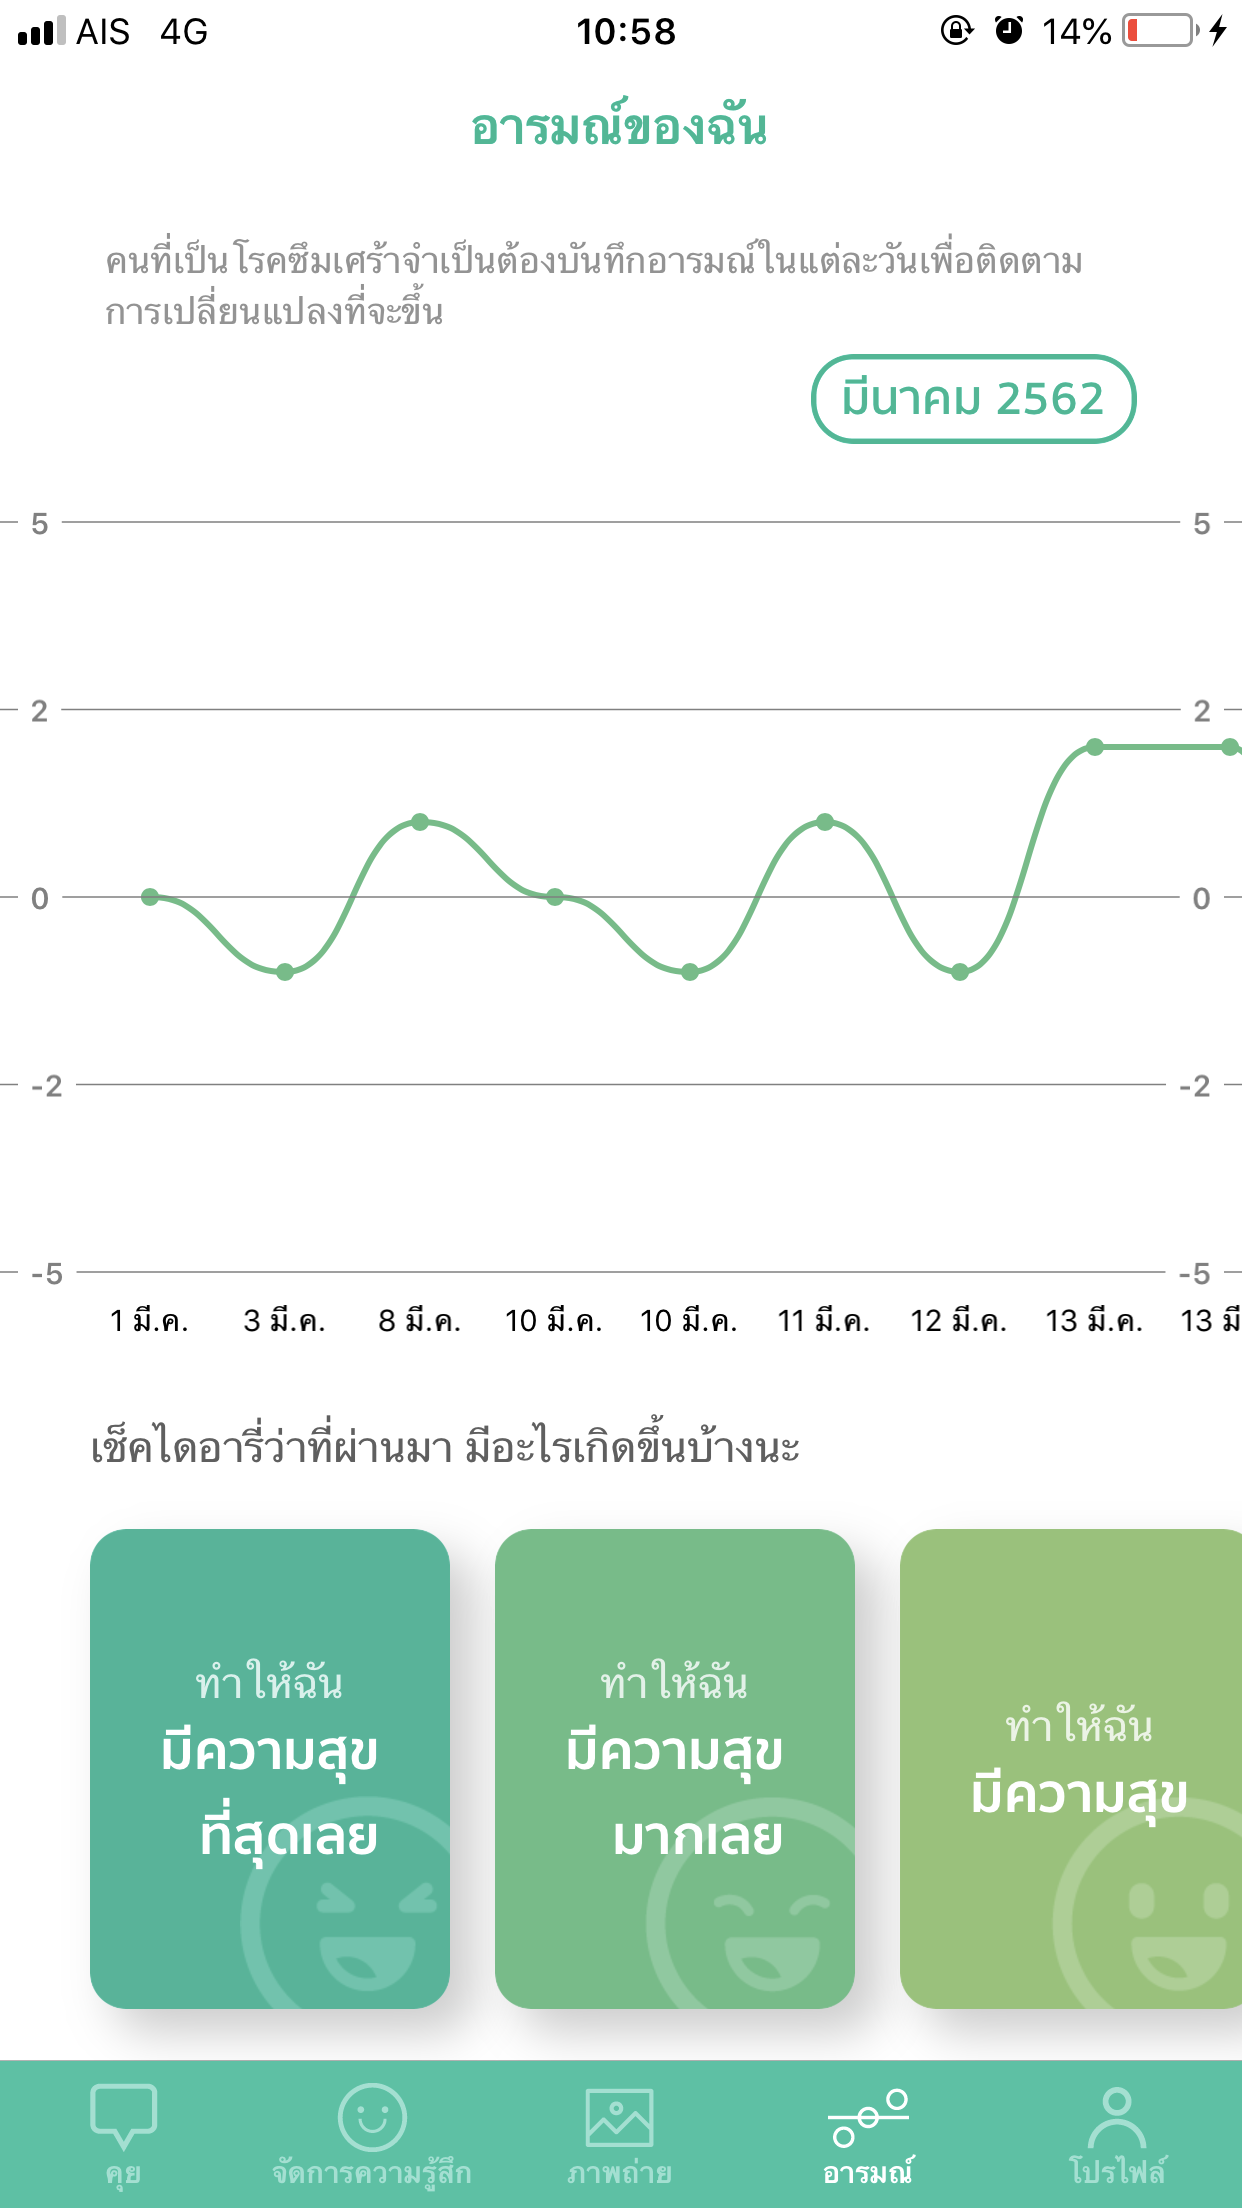 AIS 4G 10:58 14%
อารมณ์ของฉัน
คนที่เป็นโรคซึมเศร้าจำเป็นต้องบันทึกอารมณ์ในแต่ละวันเพื่อติดตาม
การเปลี่ยนแปลงที่จะขึ้น
มีนาคม 2562
5 5
2 2
0 0
-2 -2
-5 -5
1 มี.ค. 3 มี.ค. 8 มี.ค. 10 มี.ค. 10 มี.ค. 11 มี.ค. 12 มี.ค. 13 มี.ค. 13 มี
เช็คไดอารี่ว่าที่ผ่านมา มีอะไรเกิดขึ้นบ้างนะ
ทำให้ฉัน
มีความสุข
ที่สุดเลย
ทำให้ฉัน
มีความสุข
มากเลย
ทำให้ฉัน
มีความสุข
คุย จัดการความรู้สึก ภาพถ่าย อารมณ์ โปรไฟล์